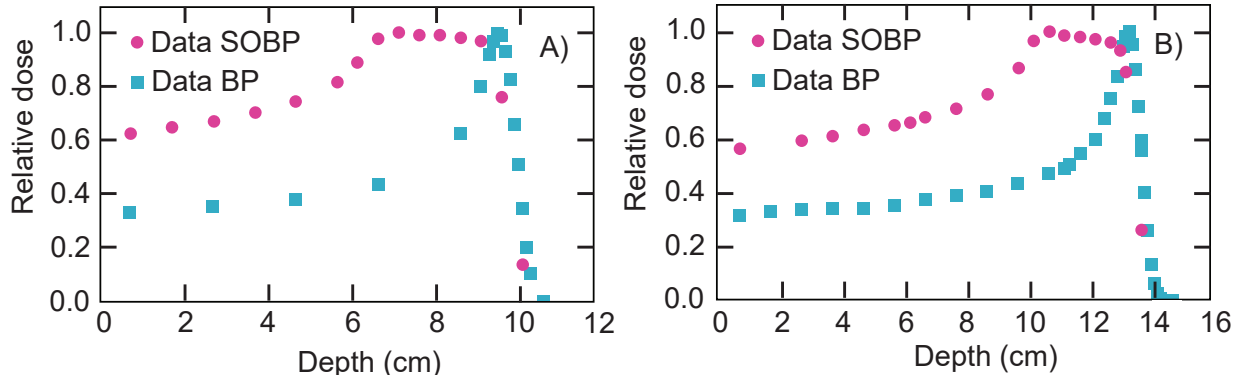 Relative dose
1.0
0.8
0.6
0.4
0.2
0.0
Data SOBP
Data BP
A)
0 2 4 6 8 10 12
Depth (cm)
Relative dose
1.0
0.8
0.6
0.4
0.2
0.0
Data SOBP
Data BP
B)
0 2 4 6 8 10 12 14 16
Depth (cm)